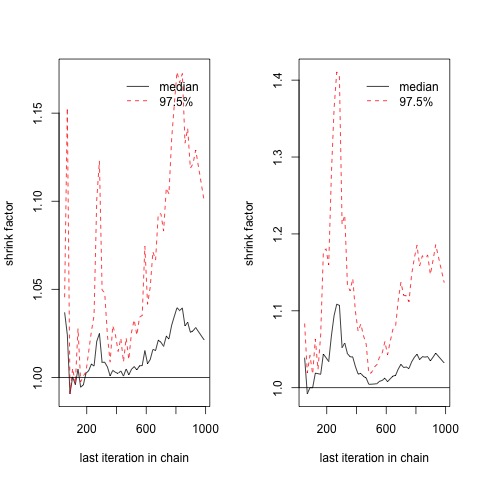 median
97.5%
shrink factor
1.00
1.05
1.10
1.15
200
600
1000
last iteration in chain
median
97.5%
shrink factor
1.0
1.1
1.2
1.3
1.4
200
600
1000
last iteration in chain